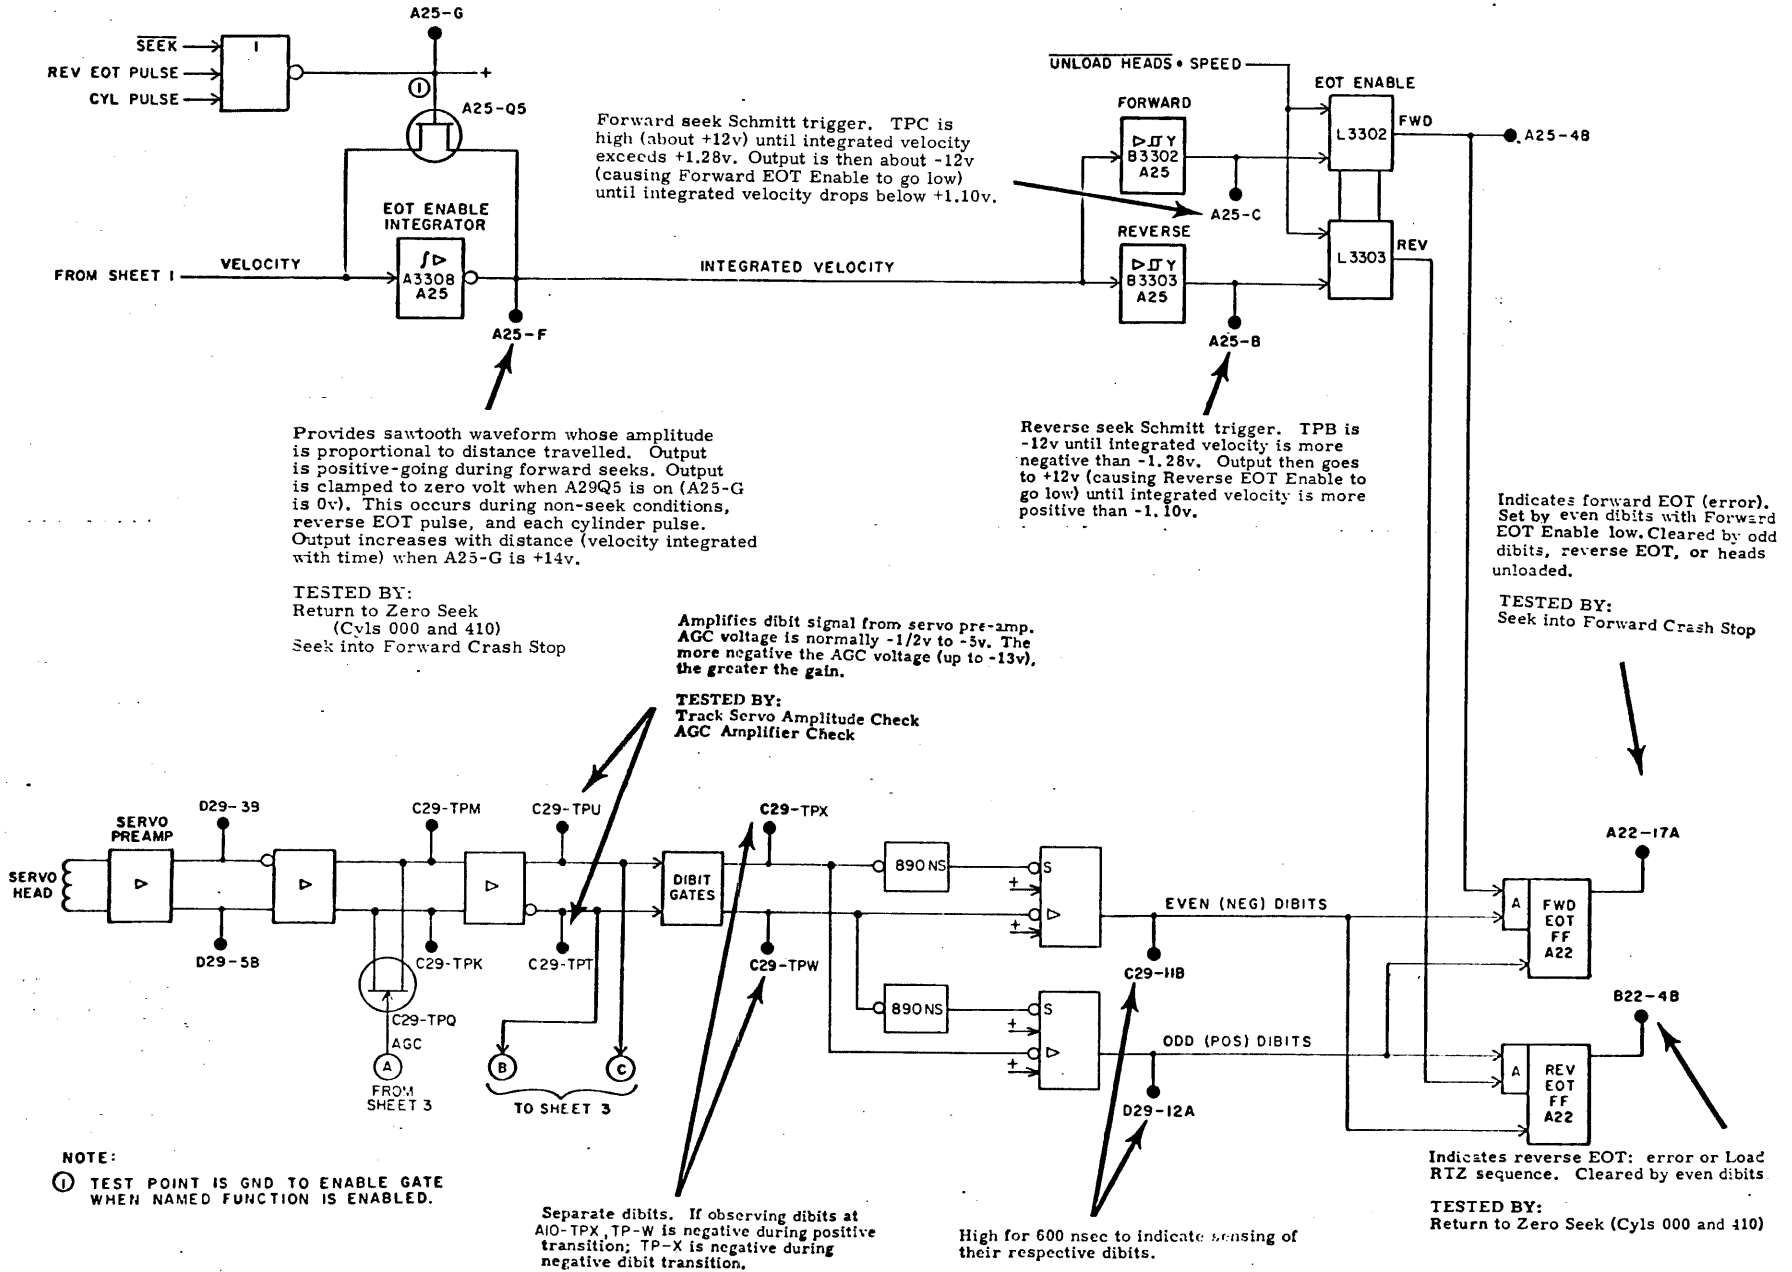 A25-G
SEEK
REV EOT PULSE
CYL PULSE
I
+
1
A25-Q5
EOT ENABLE
INTEGRATOR
∫▷
A3308
A25
FROM SHEET 1
VELOCITY
INTEGRATED VELOCITY
A25-F
Forward seek Schmitt trigger. TPC is
high (about +12v) until integrated velocity
exceeds +1.28v. Output is then about -12v
(causing Forward EOT Enable to go low)
until integrated velocity drops below +1.10v.
UNLOAD HEADS • SPEED
FORWARD
Y
B3302
A25
A25-C
REVERSE
Y
B3303
A25
A25-B
EOT ENABLE
L3302
FWD
L3303
REV
A25-4B
Provides sawtooth waveform whose amplitude
is proportional to distance travelled. Output
is positive-going during forward seeks. Output
is clamped to zero volt when A29Q5 is on (A25-G
is 0v). This occurs during non-seek conditions,
reverse EOT pulse, and each cylinder pulse.
Output increases with distance (velocity integrated
with time) when A25-G is +14v.
TESTED BY:
Return to Zero Seek
(Cyls 000 and 410)
Seek into Forward Crash Stop
Reverse seek Schmitt trigger. TPB is
-12v until integrated velocity is more
negative than -1.28v. Output then goes
to +12v (causing Reverse EOT Enable to
go low) until integrated velocity is more
positive than -1.10v.
Indicates forward EOT (error).
Set by even dibits with Forward
EOT Enable low. Cleared by odd
dibits, reverse EOT, or heads
unloaded.
TESTED BY:
Seek into Forward Crash Stop
Amplifies dibit signal from servo pre-amp.
AGC voltage is normally -1/2v to -5v. The
more negative the AGC voltage (up to -13v),
the greater the gain.
TESTED BY:
Track Servo Amplitude Check
AGC Amplifier Check
SERVO
HEAD
SERVO
PREAMP
▷
D29-39
D29-5B
▷
C29-TPM
C29-TPK
C29-TPQ
AGC
A
FROM
SHEET 3
▷
C29-TPU
C29-TPT
B
C
TO SHEET 3
DIBIT
GATES
C29-TPX
C29-TPW
890 NS
S
+
▷
+
EVEN (NEG) DIBITS
C29-11B
890 NS
S
+
▷
+
ODD (POS) DIBITS
D29-12A
A22-17A
A
FWD
EOT
FF
A22
B22-4B
A
REV
EOT
FF
A22
Indicates reverse EOT: error or Load
RTZ sequence. Cleared by even dibits
TESTED BY:
Return to Zero Seek (Cyls 000 and 410)
NOTE:
1 TEST POINT IS GND TO ENABLE GATE
WHEN NAMED FUNCTION IS ENABLED.
Separate dibits. If observing dibits at
A10-TPX, TP-W is negative during positive
transition; TP-X is negative during
negative dibit transition.
High for 600 nsec to indicate sensing of
their respective dibits.